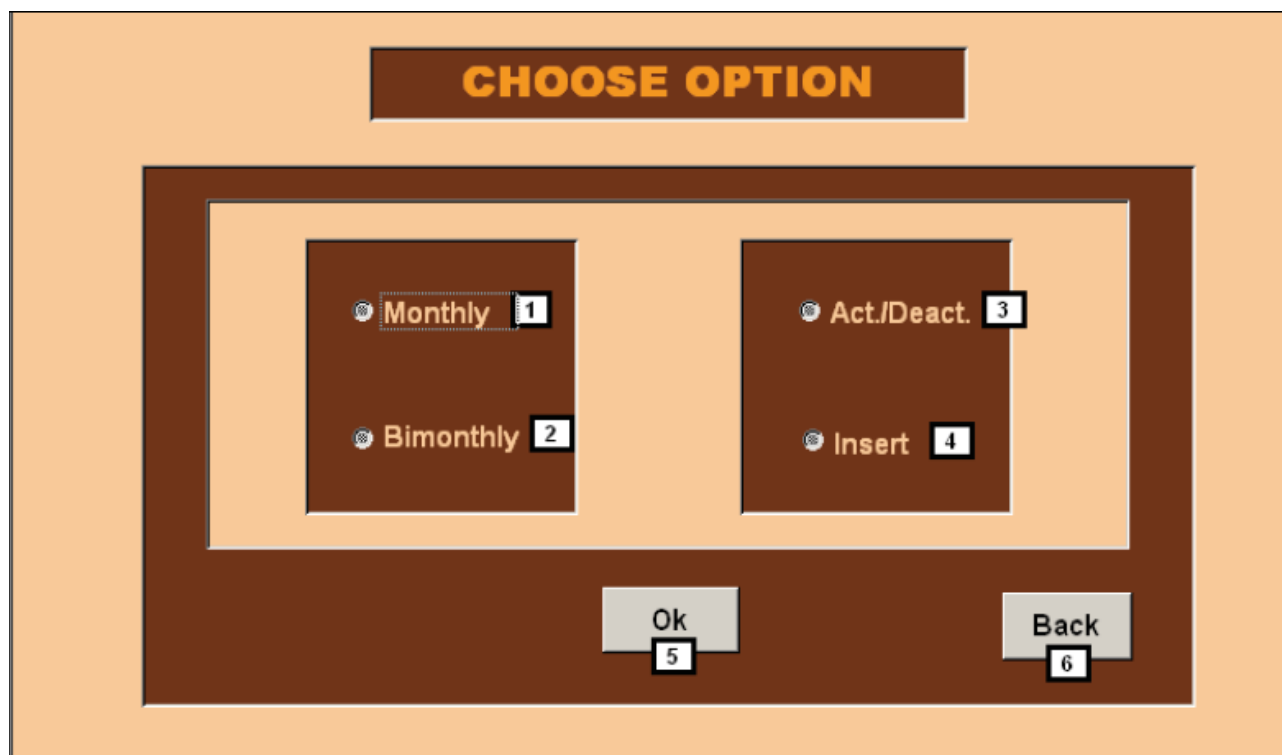 CHOOSE OPTION
Monthly 1
Bimonthly 2
Act./Deact. 3
Insert 4
Ok
5
Back
6